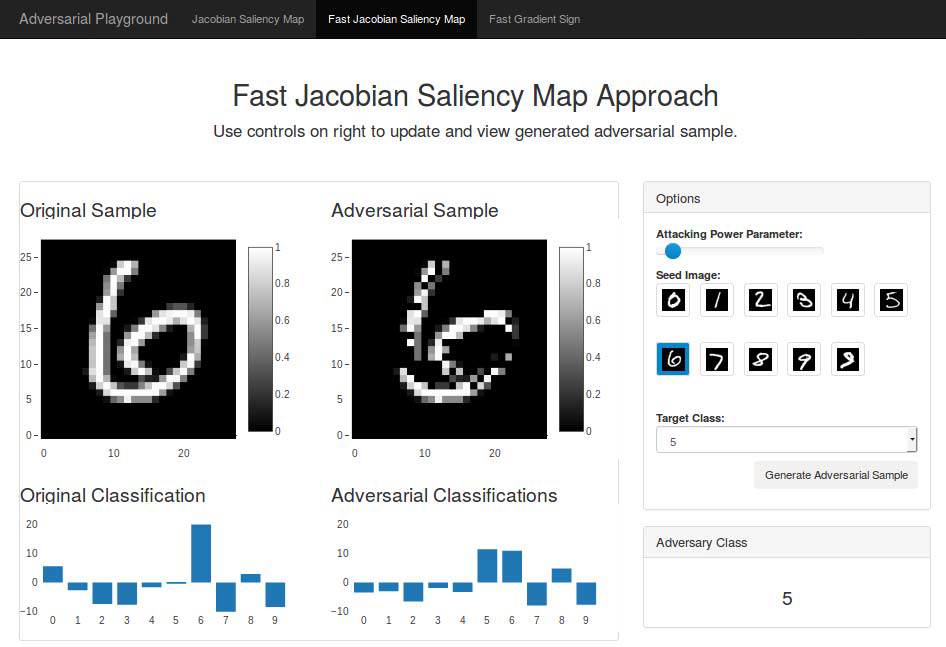 Adversarial Playground Jacobian Saliency Map Fast Jacobian Saliency Map Fast Gradient Sign
Fast Jacobian Saliency Map Approach
Use controls on right to update and view generated adversarial sample.
Original Sample
25
20
15
10
5
0
0 10 20
1
0.8
0.6
0.4
0.2
0
Adversarial Sample
25
20
15
10
5
0
0 10 20
1
0.8
0.6
0.4
0.2
0
Original Classification
20
10
0
−10
0 1 2 3 4 5 6 7 8 9
Adversarial Classifications
20
10
0
−10
0 1 2 3 4 5 6 7 8 9
Options
Attacking Power Parameter:
Seed Image:
0 1 2 3 4 5
6 7 8 9
Target Class:
5
Generate Adversarial Sample
Adversary Class
5